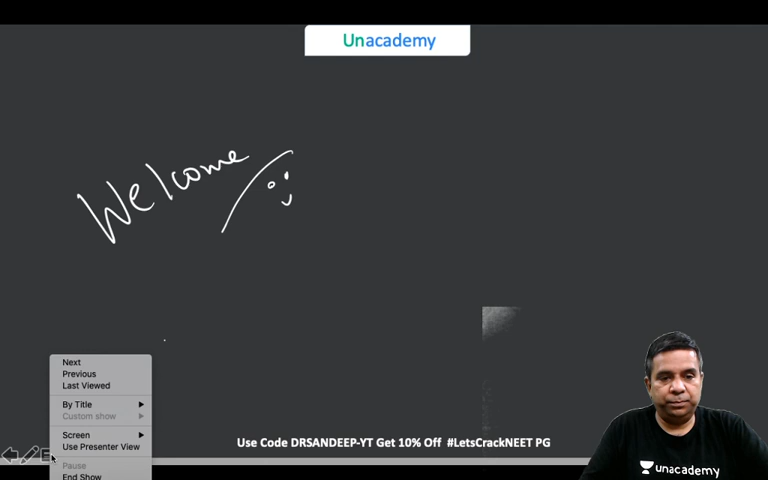 Unacademy
Welcome
Next
Previous
Last Viewed
By Title
Custom show
Screen
Use Presenter View
Pause
End Show
Use Code DRSANDEEP-YT Get 10% Off #LetsCrackNEET PG
unacademy